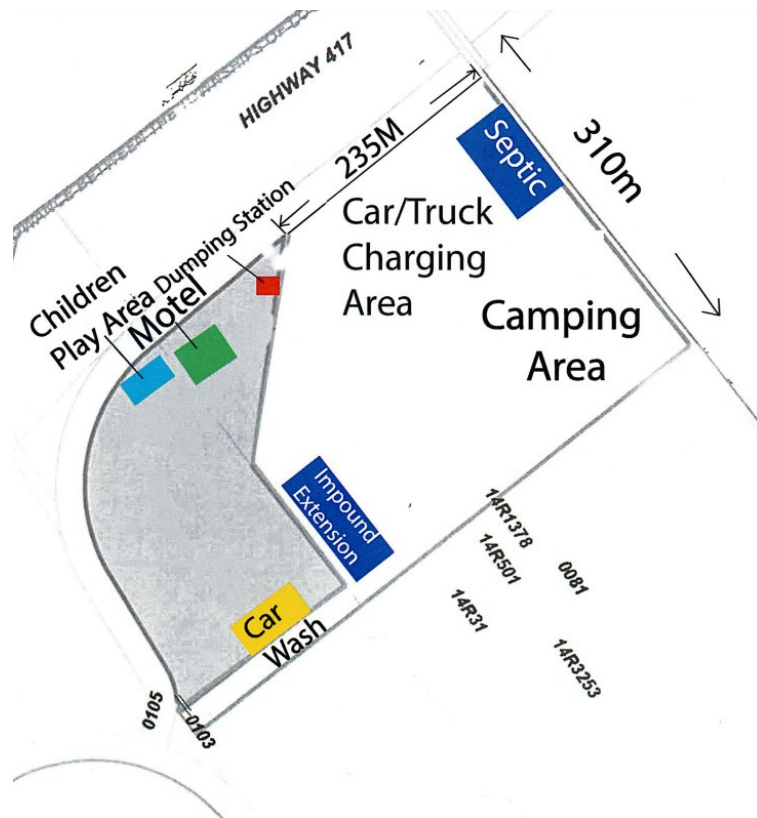 HIGHWAY 417
235M
310m
Septic
Car/Truck
Charging
Area
Camping
Area
Dumping Station
Children
Play Area
Motel
Impound
Extension
Car
Wash
14R1378
14R501
0081
14R31
14R3253
0105
0103